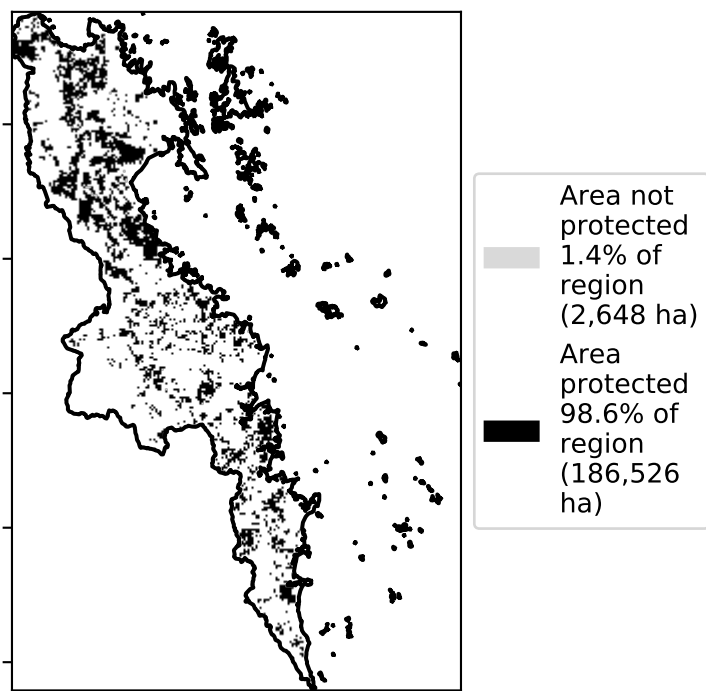 Area not
protected
1.4% of
region
(2,648 ha)
Area
protected
98.6% of
region
(186,526
ha)